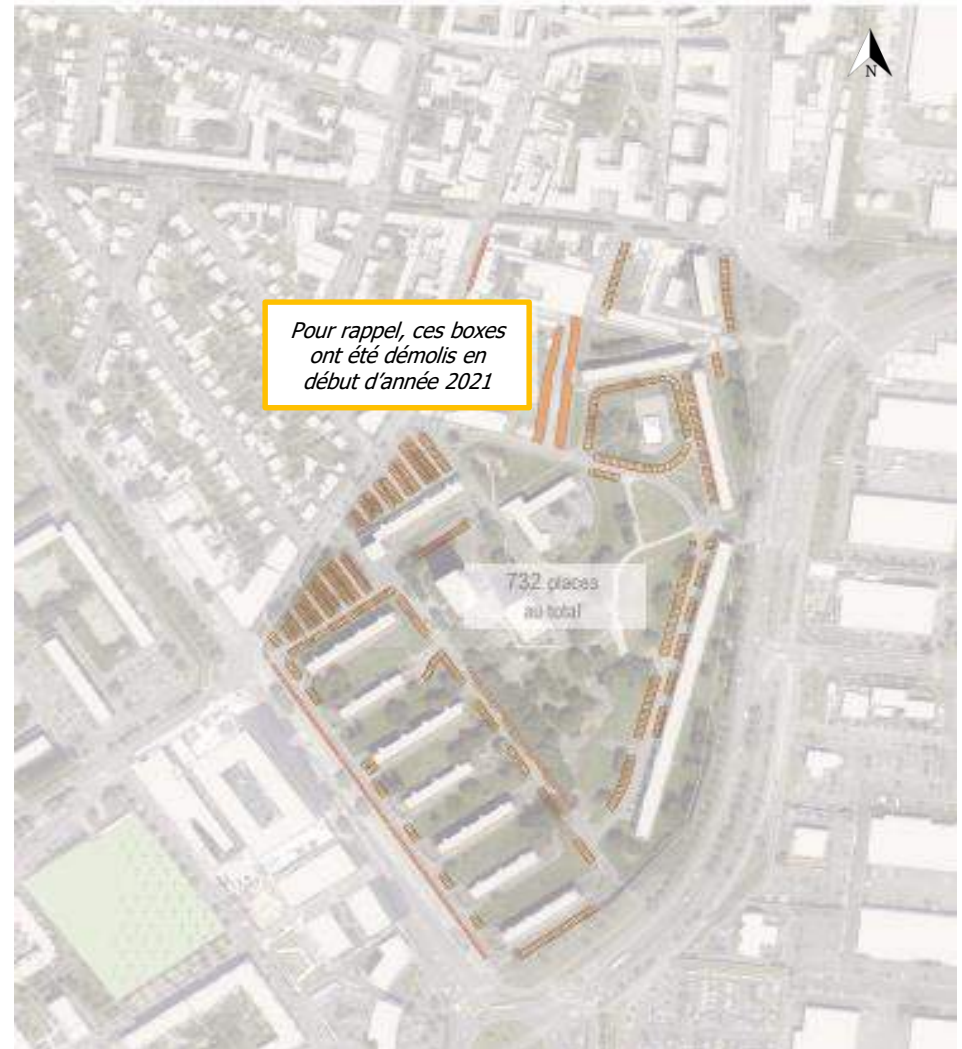 N
Pour rappel, ces boxes
ont été démolis en
début d'année 2021
732 places
au total